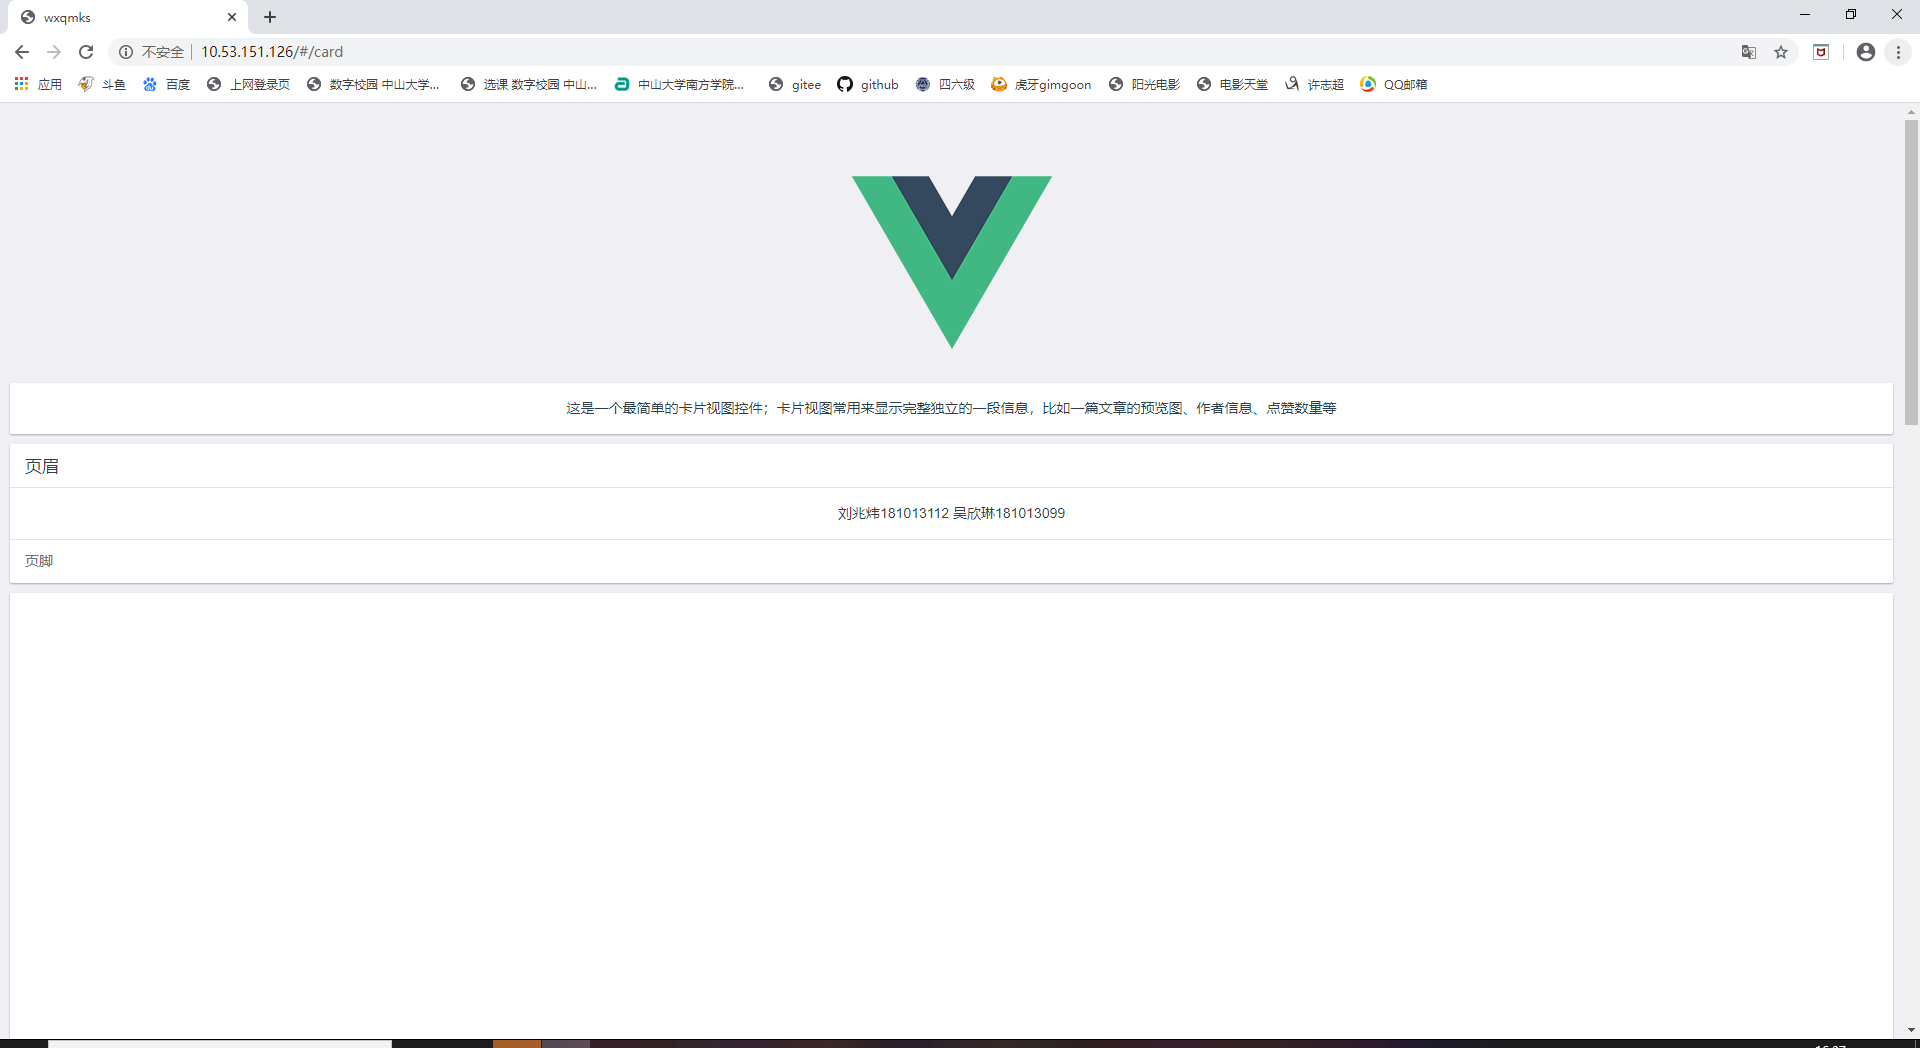 wxqmks
不安全 10.53.151.126/#/card
应用 斗鱼 百度 上网登录页 数字校园 中山大学... 选课 数字校园 中山... 中山大学南方学院... gitee github 四六级 虎牙gimgoon 阳光电影 电影天堂 许志超 QQ邮箱
这是一个最简单的卡片视图控件；卡片视图常用来显示完整独立的一段信息，比如一篇文章的预览图、作者信息、点赞数量等
页眉
刘兆炜181013112 吴欣琳181013099
页脚